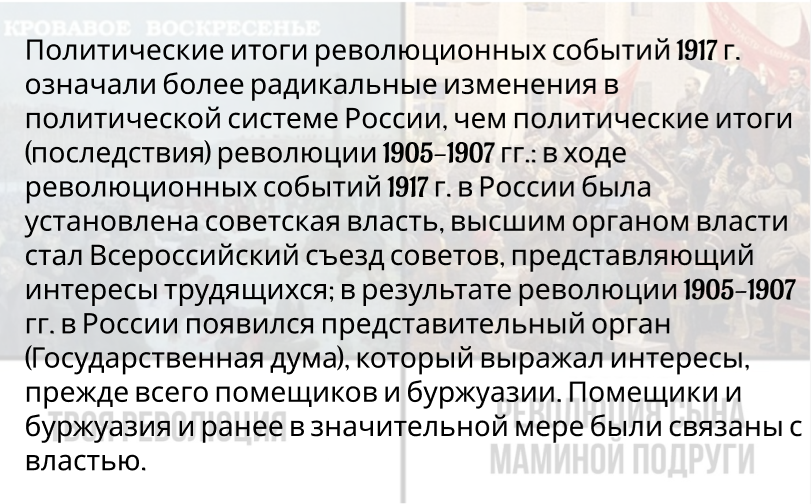 КРОВАВОЕ ВОСКРЕСЕНЬЕ
Политические итоги революционных событий 1917 г.
означали более радикальные изменения в
политической системе России, чем политические итоги
(последствия) революции 1905–1907 гг.: в ходе
революционных событий 1917 г. в России была
установлена советская власть, высшим органом власти
стал Всероссийский съезд советов, представляющий
интересы трудящихся; в результате революции 1905–1907
гг. в России появился представительный орган
(Государственная дума), который выражал интересы,
прежде всего помещиков и буржуазии. Помещики и
буржуазия и ранее в значительной мере были связаны с
властью.
ТВОЯ РЕВОЛЮЦИЯ
РЕВОЛЮЦИЯ СЫНА
МАМИНОЙ ПОДРУГИ